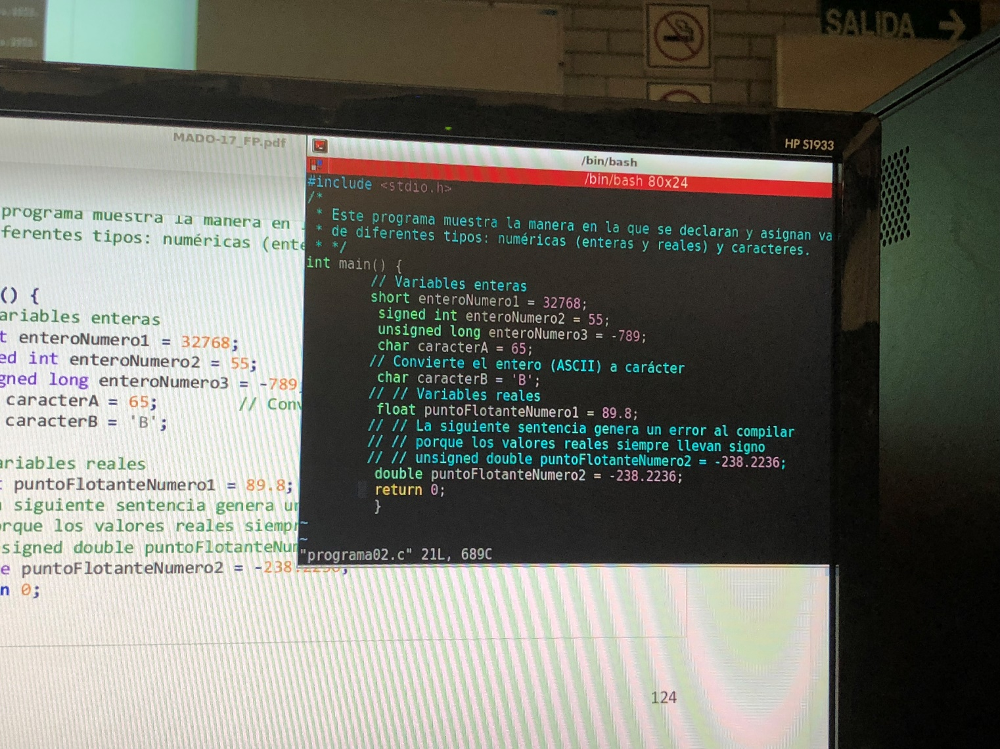 SALIDA
HP S1933
MADO-17_FP.pdf
programa muestra la manera en
ferentes tipos: numéricas (ente
() {
ariables enteras
t enteroNumero1 = 32768;
ed int enteroNumero2 = 55;
gned long enteroNumero3 = -789
caracterA = 65; // Conv
caracterB = 'B';
ariables reales
t puntoFlotanteNumero1 = 89.8;
siguiente sentencia genera un
orque los valores reales siempr
signed double puntoFlotanteNum
e puntoFlotanteNumero2 = -238.2236;
n 0;
124
/bin/bash
/bin/bash 80x24
#include <stdio.h>
/*
* Este programa muestra la manera en la que se declaran y asignan va
* de diferentes tipos: numéricas (enteras y reales) y caracteres.
* */
int main() {
// Variables enteras
short enteroNumero1 = 32768;
signed int enteroNumero2 = 55;
unsigned long enteroNumero3 = -789;
char caracterA = 65;
// Convierte el entero (ASCII) a carácter
char caracterB = 'B';
// // Variables reales
float puntoFlotanteNumero1 = 89.8;
// // La siguiente sentencia genera un error al compilar
// // porque los valores reales siempre llevan signo
// // unsigned double puntoFlotanteNumero2 = -238.2236;
double puntoFlotanteNumero2 = -238.2236;
return 0;
}
~
~
"programa02.c" 21L, 689C